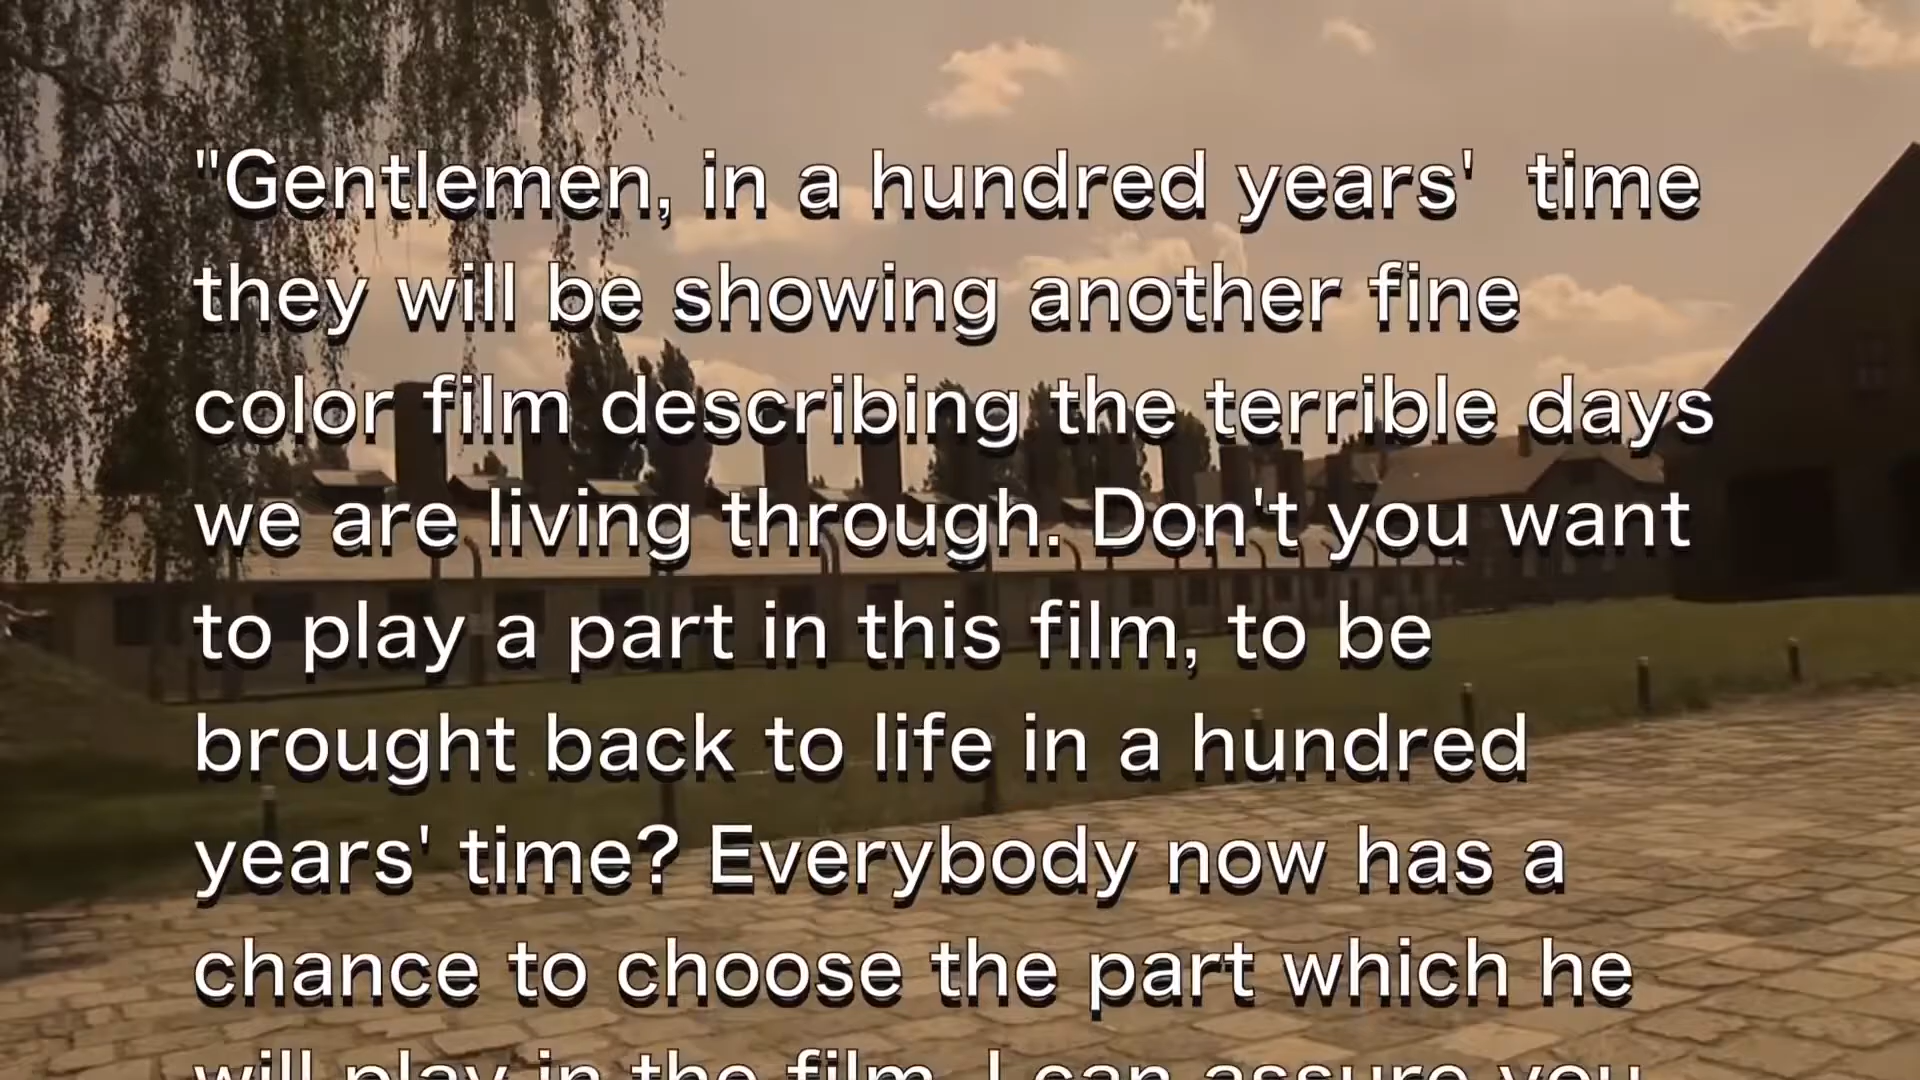 "Gentlemen, in a hundred years'  time
they will be showing another fine
color film describing the terrible days
we are living through. Don't you want
to play a part in this film, to be
brought back to life in a hundred
years' time? Everybody now has a
chance to choose the part which he
will play in the film. I can assure you